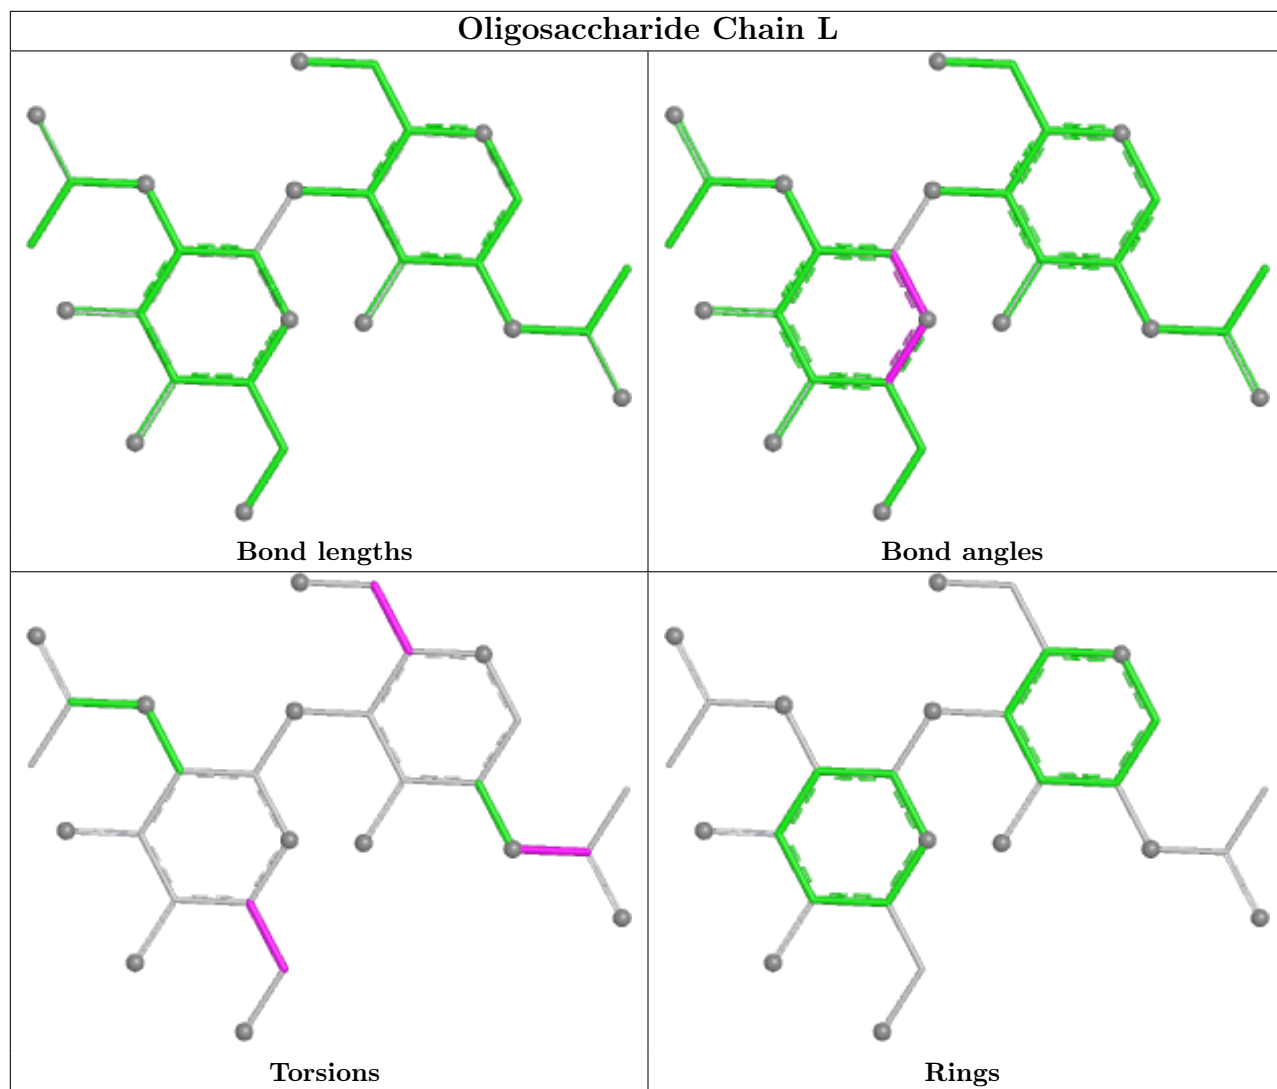 Oligosaccharide Chain L
Bond lengths
Bond angles
Torsions
Rings